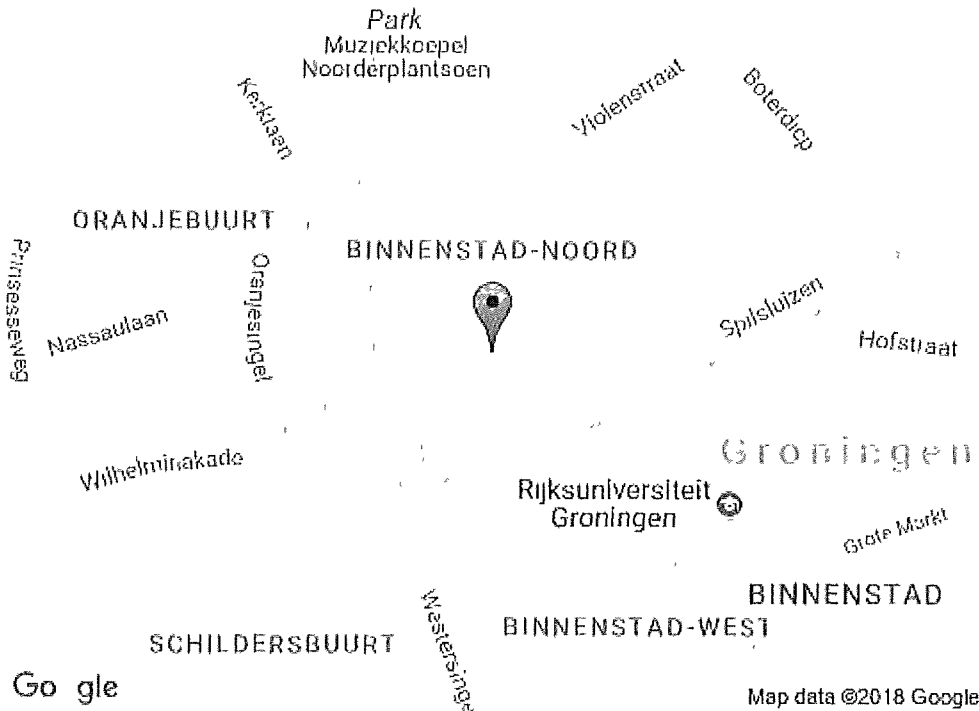 Park
Muziekkoepel
Noorderplantsoen
Kerklaan
Violenstraat
Boterdiep
ORANJEBUURT
BINNENSTAD-NOORD
Prinsesseweg
Nassaulaan
Oranjesingel
Spilsluizen
Hofstraat
Groningen
Wilhelminakade
Rijksuniversiteit
Groningen
Grote Markt
BINNENSTAD
Westersinge
BINNENSTAD-WEST
SCHILDERSBUURT
Go gle
Map data ©2018 Google